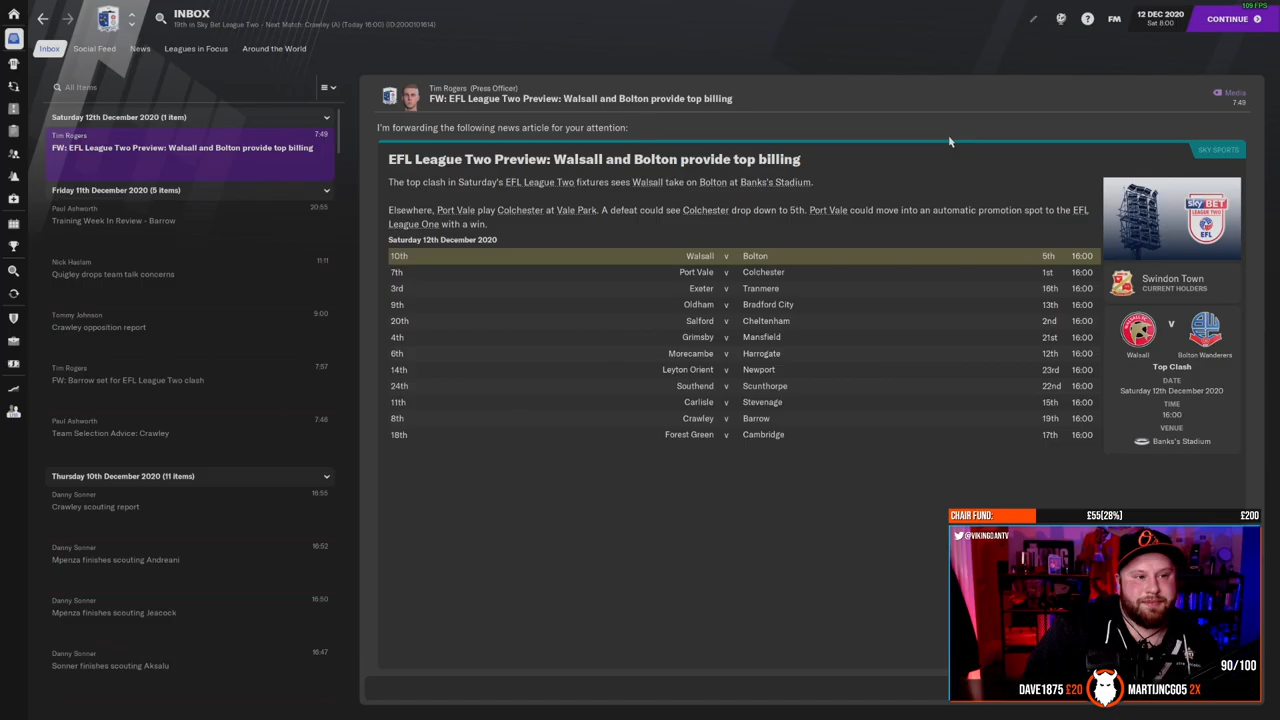 109 FPS
INBOX
19th in Sky Bet League Two - Next Match: Crawley (A) (Today 16:00) (ID:2000101614)
FM
12 DEC 2020
Sat 8:00
CONTINUE
Inbox
Social Feed
News
Leagues in Focus
Around the World
All Items
Saturday 12th December 2020 (1 item)
Tim Rogers 7:49
FW: EFL League Two Preview: Walsall and Bolton provide top billing
Friday 11th December 2020 (5 items)
Paul Ashworth 20:55
Training Week In Review - Barrow
Nick Haslam 11:11
Quigley drops team talk concerns
Tommy Johnson 9:00
Crawley opposition report
Tim Rogers 7:57
FW: Barrow set for EFL League Two clash
Paul Ashworth 7:46
Team Selection Advice: Crawley
Thursday 10th December 2020 (11 items)
Danny Sonner 16:55
Crawley scouting report
Danny Sonner 16:52
Mpenza finishes scouting Andreani
Danny Sonner 16:50
Mpenza finishes scouting Jeacock
Danny Sonner 16:47
Sonner finishes scouting Aksalu
Tim Rogers (Press Officer)
FW: EFL League Two Preview: Walsall and Bolton provide top billing
Media
7:49
I'm forwarding the following news article for your attention:
EFL League Two Preview: Walsall and Bolton provide top billing
SKY SPORTS
The top clash in Saturday's EFL League Two fixtures sees Walsall take on Bolton at Banks's Stadium.
Elsewhere, Port Vale play Colchester at Vale Park. A defeat could see Colchester drop down to 5th. Port Vale could move into an automatic promotion spot to the EFL
League One with a win.
Saturday 12th December 2020
10th Walsall v Bolton 5th 16:00
7th Port Vale v Colchester 1st 16:00
3rd Exeter v Tranmere 16th 16:00
9th Oldham v Bradford City 13th 16:00
20th Salford v Cheltenham 2nd 16:00
4th Grimsby v Mansfield 21st 16:00
6th Morecambe v Harrogate 12th 16:00
14th Leyton Orient v Newport 23rd 16:00
24th Southend v Scunthorpe 22nd 16:00
11th Carlisle v Stevenage 15th 16:00
8th Crawley v Barrow 19th 16:00
18th Forest Green v Cambridge 17th 16:00
sky BET
LEAGUE TWO
EFL
Swindon Town
CURRENT HOLDERS
v
Walsall
Bolton Wanderers
Top Clash
DATE
Saturday 12th December 2020
TIME
16:00
VENUE
Banks's Stadium
CHAIR FUND: £55(28%) £200
@VIKINGDANTV
90/100
DAVE1875 £20
MARTIJNCG05 2X